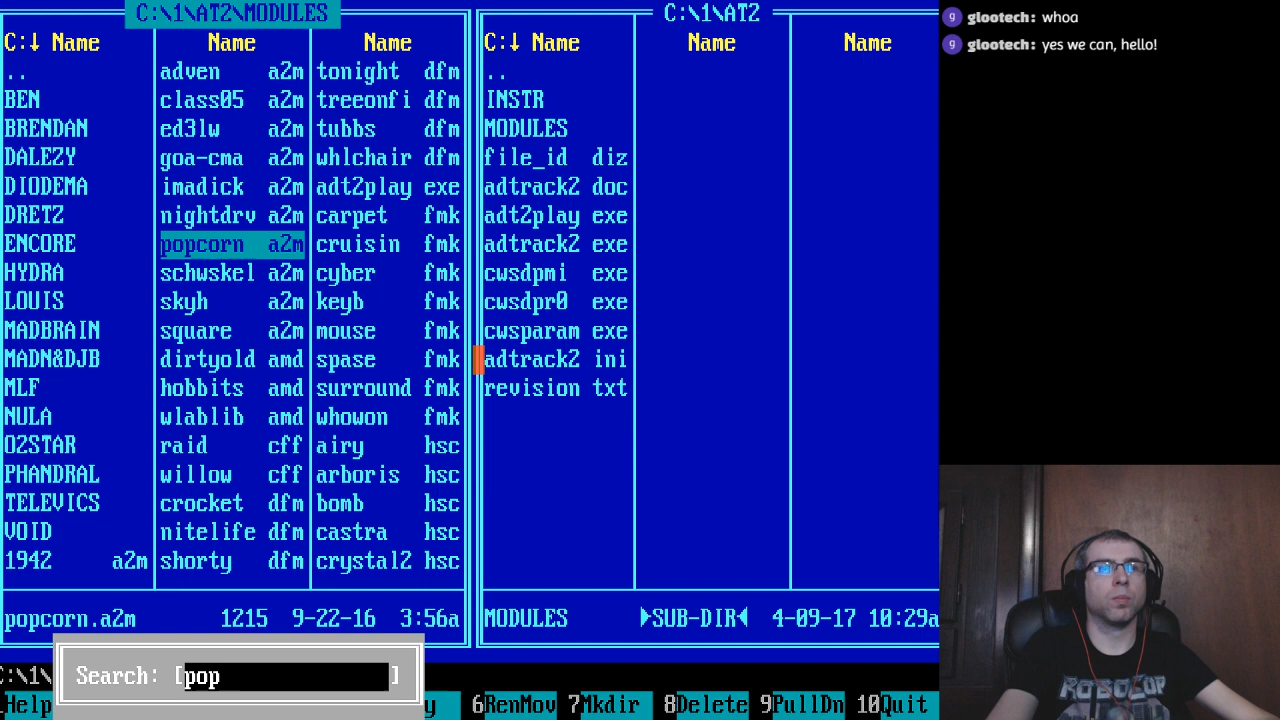 C:\1\AT2\MODULES
C:↓ Name Name Name
.. adven a2m tonight dfm
BEN class05 a2m treeonfi dfm
BRENDAN ed3lw a2m tubbs dfm
DALEZY goa-cma a2m whlchair dfm
DIODEMA imadick a2m adt2play exe
DRETZ nightdrv a2m carpet fmk
ENCORE popcorn a2m cruisin fmk
HYDRA schwskel a2m cyber fmk
LOUIS skyh a2m keyb fmk
MADBRAIN square a2m mouse fmk
MADN&DJB dirtyold amd spase fmk
MLF hobbits amd surround fmk
NULA wlablib amd whowon fmk
O2STAR raid cff airy hsc
PHANDRAL willow cff arboris hsc
TELEVICS crocket dfm bomb hsc
VOID nitelife dfm castra hsc
1942 a2m shorty dfm crystal2 hsc
popcorn.a2m 1215 9-22-16 3:56a
C:\1\AT2
C:↓ Name Name Name
..
INSTR
MODULES
file_id diz
adtrack2 doc
adt2play exe
adtrack2 exe
cwsdpmi exe
cwsdpr0 exe
cwsparam exe
adtrack2 ini
revision txt
MODULES ►SUB-DIR◄ 4-09-17 10:29a
C:\1\
Search: [pop ]
Help y 6RenMov 7Mkdir 8Delete 9PullDn 10Quit
glootech: whoa
glootech: yes we can, hello!
ROBOCOP